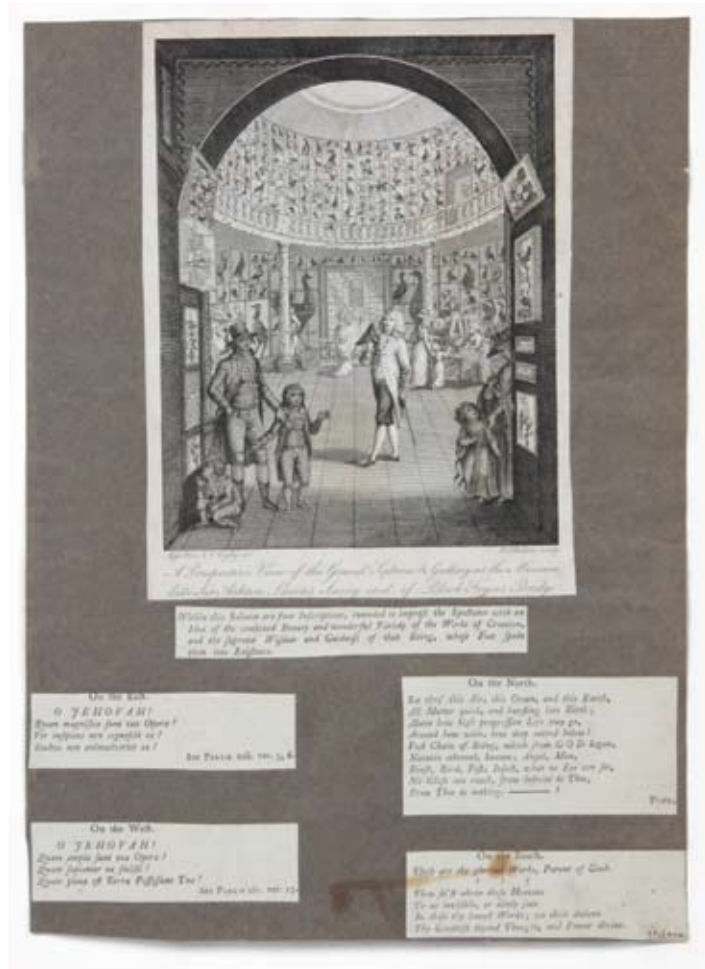 A Perspective View of the Grand Saloon & Gallery at the Museum,
Surry end of Black Fryers Bridge
Within this Saloon are four Inscriptions, intended to impress the Spectator with an
Idea of the combined Beauty and wonderful Variety of the Works of Creation,
and the supreme Wisdom and Goodness of that Being, whose Fiat spoke
them into Existence.
On the East.
O JEHOVAH!
Quam magnifica sunt tua Opera!
Vir insipiens non cognoscit ea!
Stultus non animadvertit ea!
See Psalm xcii. ver. 5, 6.
On the North.
See thro' this Air, this Ocean, and this Earth,
All Matter quick, and bursting into Birth;
Above how high progressive Life may go,
Around how wide, how deep extend below!
Vast Chain of Being, which from GOD began,
Natures ethereal, human; Angel, Man,
Beast, Bird, Fish, Insect, what no Eye can see,
No Glass can reach, from infinite to Thee,
From Thee to nothing. ——— !
Pope.
On the West.
O JEHOVAH!
Quam ampla sunt tua Opera!
Quam sapienter ea fecisti!
Quam plena est Terra
See Psalm civ. ver.
On the South.
These are thy glorious Works, Parent of Good.
Thou sit'st above these Heavens
To us invisible, or dimly seen
In these thy lowest Works; yet these declare
Thy Goodness beyond Thought, and Power divine.
Milton.